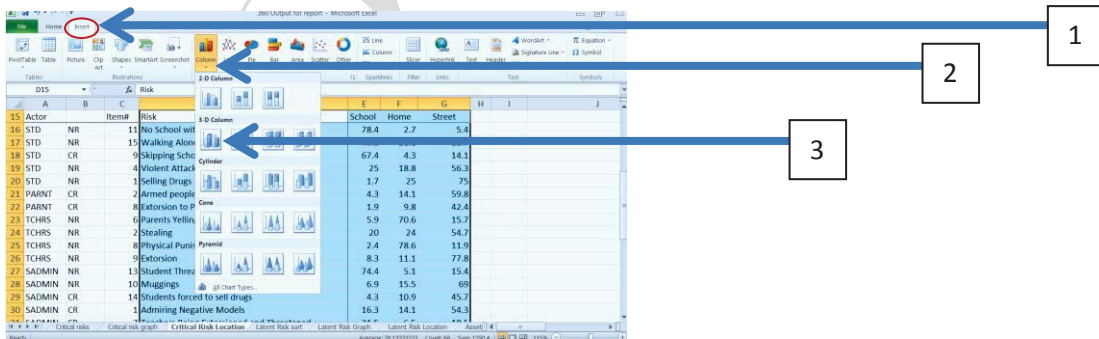 360 Output for report - Microsoft Excel
File Home Insert
1
PivotTable Table Picture Clip Art Shapes SmartArt Screenshot Column Pie Bar Area Scatter Other Line Column Slicer Hyperlink Text Header WordArt Signature Line Equation Symbol
Tables Illustrations Sparklines Filter Links Text Symbols
2
D15 fx Risk
2-D Column
A B C E F G H I J
3-D Column
15 Actor Item# Risk School Home Street
16 STD NR 11 No School wit 78.4 2.7 5.4
17 STD NR 15 Walking Alon
3
18 STD CR 9 Skipping Scho 67.4 4.3 14.1
Cylinder
19 STD NR 4 Violent Attack 25 18.8 56.3
20 STD NR 1 Selling Drugs 1.7 25 75
21 PARNT CR 2 Armed people 4.3 14.1 59.8
Cone
22 PARNT CR 8 Extorsion to P 1.9 9.8 42.4
23 TCHRS NR 6 Parents Yellin 5.9 70.6 15.7
24 TCHRS NR 2 Stealing 20 24 54.7
25 TCHRS NR 8 Physical Punis 2.4 78.6 11.9
Pyramid
26 TCHRS NR 9 Extorsion 8.3 11.1 77.8
27 SADMIN NR 13 Student Threa 74.4 5.1 15.4
28 SADMIN NR 10 Muggings 6.9 15.5 69
All Chart Types...
29 SADMIN CR 14 Students forced to sell drugs 4.3 10.9 45.7
30 SADMIN CR 1 Admiring Negative Models 16.3 14.1 54.3
Critical risks Critical risk graph Critical Risk Location Latent Risk sort Latent Risk Graph Latent Risk Location Asset
Ready Count: 68 115%